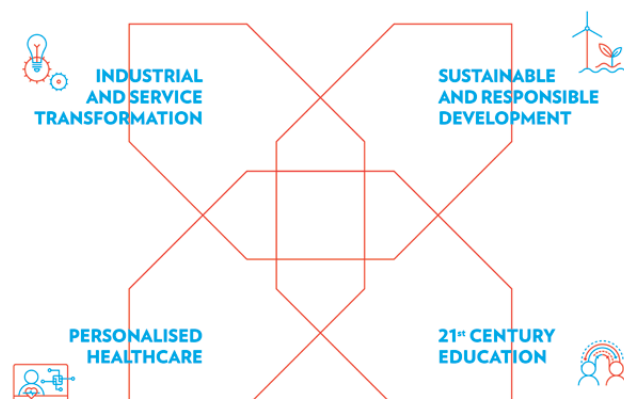 INDUSTRIAL
AND SERVICE
TRANSFORMATION
SUSTAINABLE
AND RESPONSIBLE
DEVELOPMENT
PERSONALISED
HEALTHCARE
21st CENTURY
EDUCATION